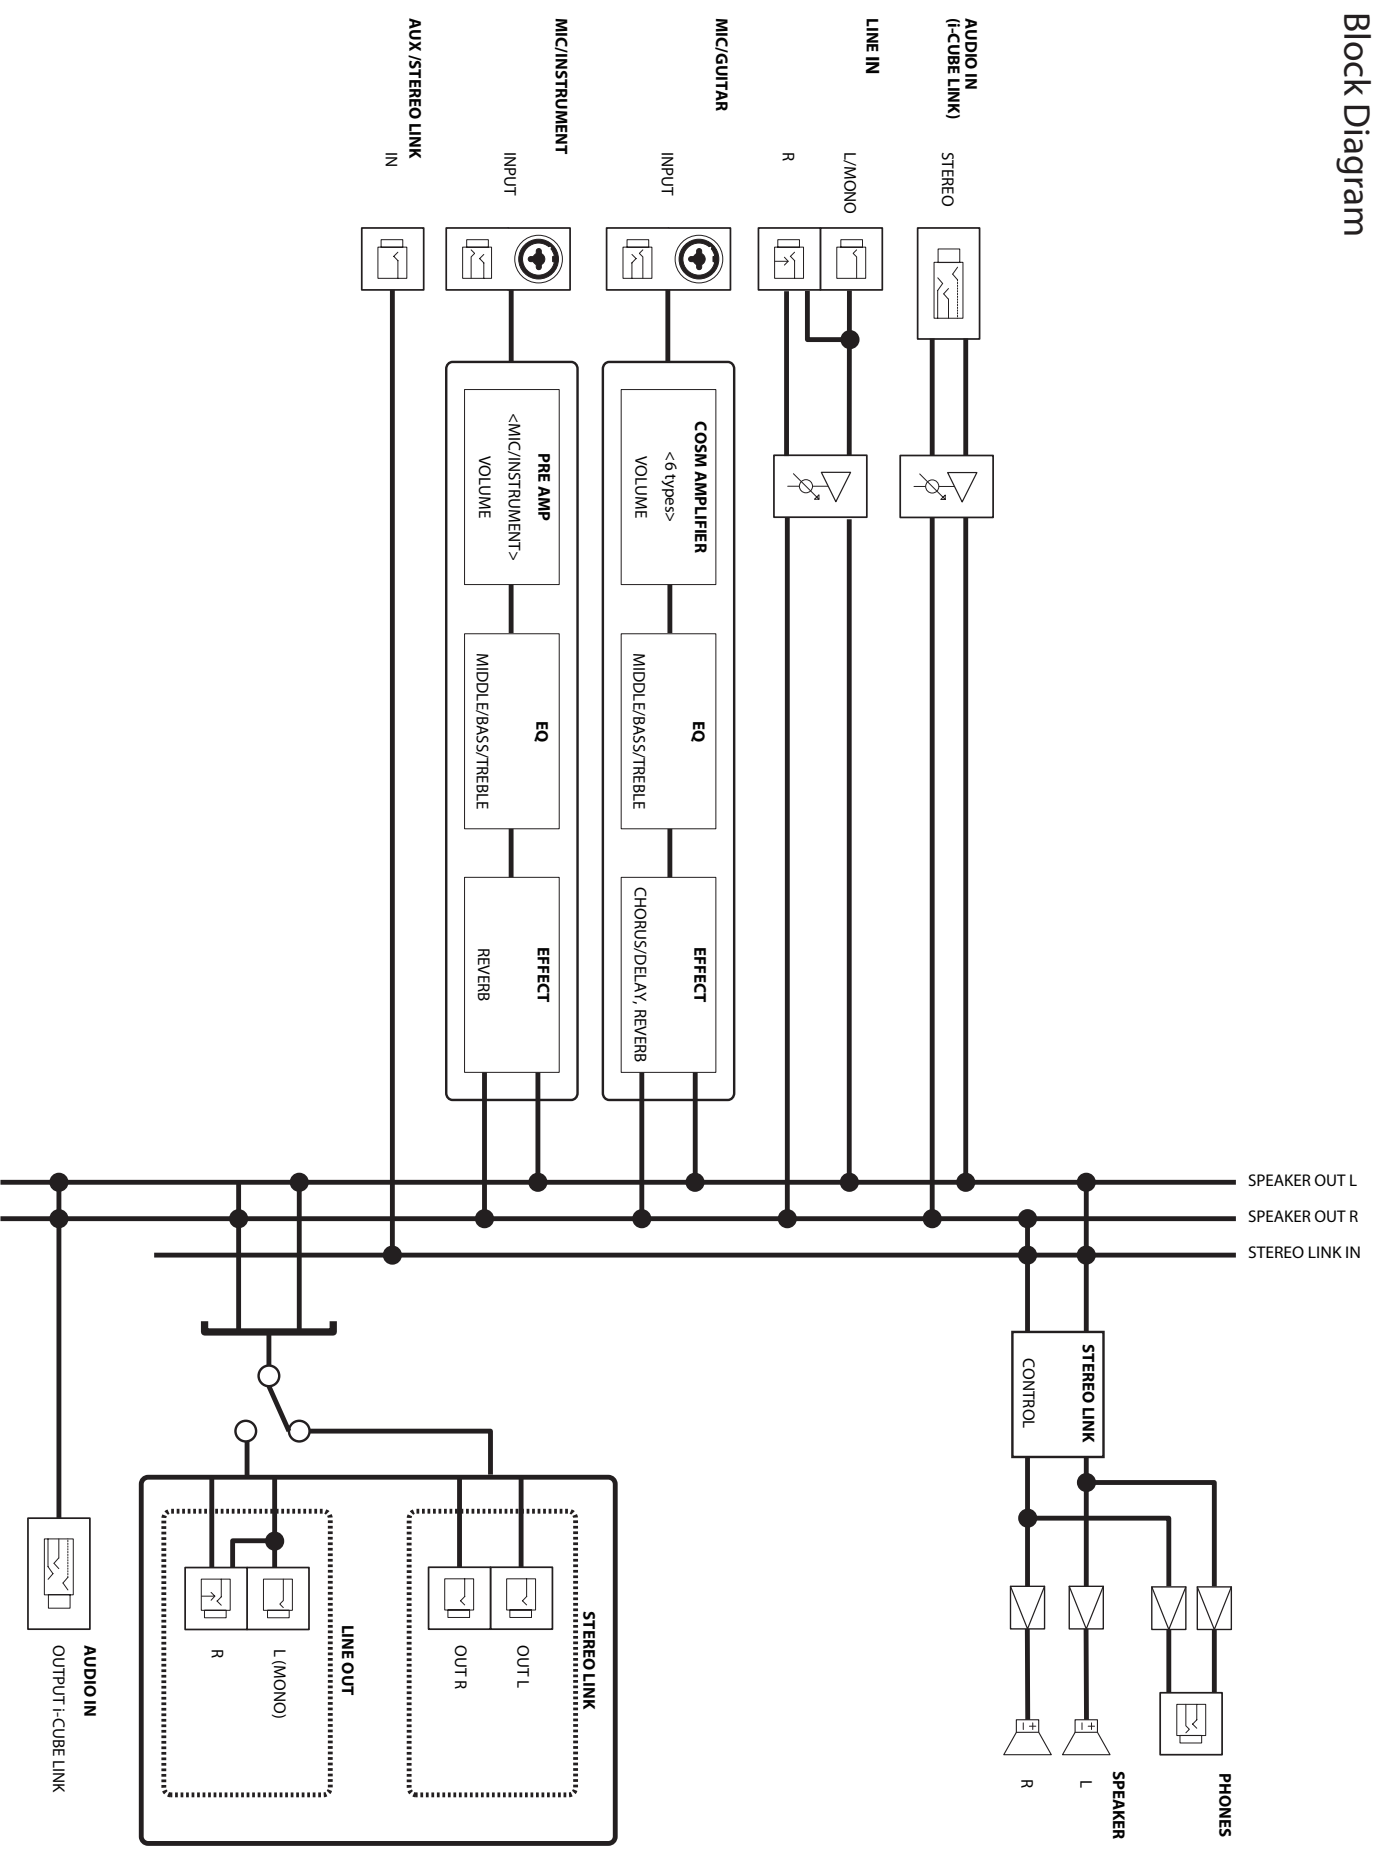 Block Diagram
AUDIO IN
(i-CUBE LINK)
STEREO
LINE IN
L/MONO
R
MIC/GUITAR
INPUT
COSM AMPLIFIER
<6 types>
VOLUME
EQ
MIDDLE/BASS/TREBLE
EFFECT
CHORUS/DELAY, REVERB
MIC/INSTRUMENT
INPUT
PRE AMP
<MIC/INSTRUMENT>
VOLUME
EQ
MIDDLE/BASS/TREBLE
EFFECT
REVERB
AUX /STEREO LINK
IN
SPEAKER OUT L
SPEAKER OUT R
STEREO LINK IN
STEREO LINK
CONTROL
PHONES
SPEAKER
+
−
L
+
−
R
STEREO LINK
OUT L
OUT R
LINE OUT
L (MONO)
R
AUDIO IN
OUTPUT i-CUBE LINK